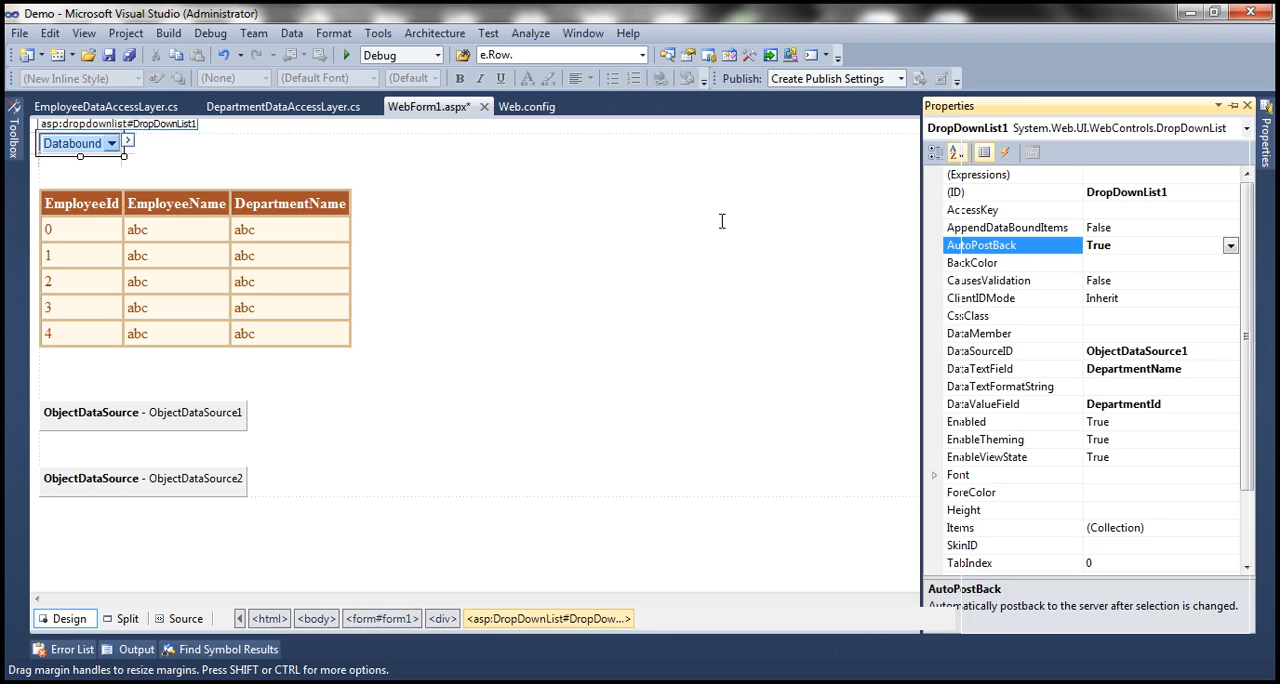 Demo - Microsoft Visual Studio (Administrator)
File Edit View Project Build Debug Team Data Format Tools Architecture Test Analyze Window Help
Debug e.Row.
(New Inline Style) (None) (Default Font) (Default B I U A Publish: Create Publish Settings
EmployeeDataAccessLayer.cs DepartmentDataAccessLayer.cs WebForm1.aspx* Web.config
Toolbox
asp:dropdownlist#DropDownList1
Databound
EmployeeId EmployeeName DepartmentName
0 abc abc
1 abc abc
2 abc abc
3 abc abc
4 abc abc
ObjectDataSource - ObjectDataSource1
ObjectDataSource - ObjectDataSource2
Design Split Source <html> <body> <form#form1> <div> <asp:DropDownList#DropDow...>
Properties
DropDownList1 System.Web.UI.WebControls.DropDownList
(Expressions)
(ID) DropDownList1
AccessKey
AppendDataBoundItems False
AutoPostBack True
BackColor
CausesValidation False
ClientIDMode Inherit
CssClass
DataMember
DataSourceID ObjectDataSource1
DataTextField DepartmentName
DataTextFormatString
DataValueField DepartmentId
Enabled True
EnableTheming True
EnableViewState True
Font
ForeColor
Height
Items (Collection)
SkinID
TabIndex 0
AutoPostBack
Automatically postback to the server after selection is changed.
Properties
Error List Output Find Symbol Results
Drag margin handles to resize margins. Press SHIFT or CTRL for more options.